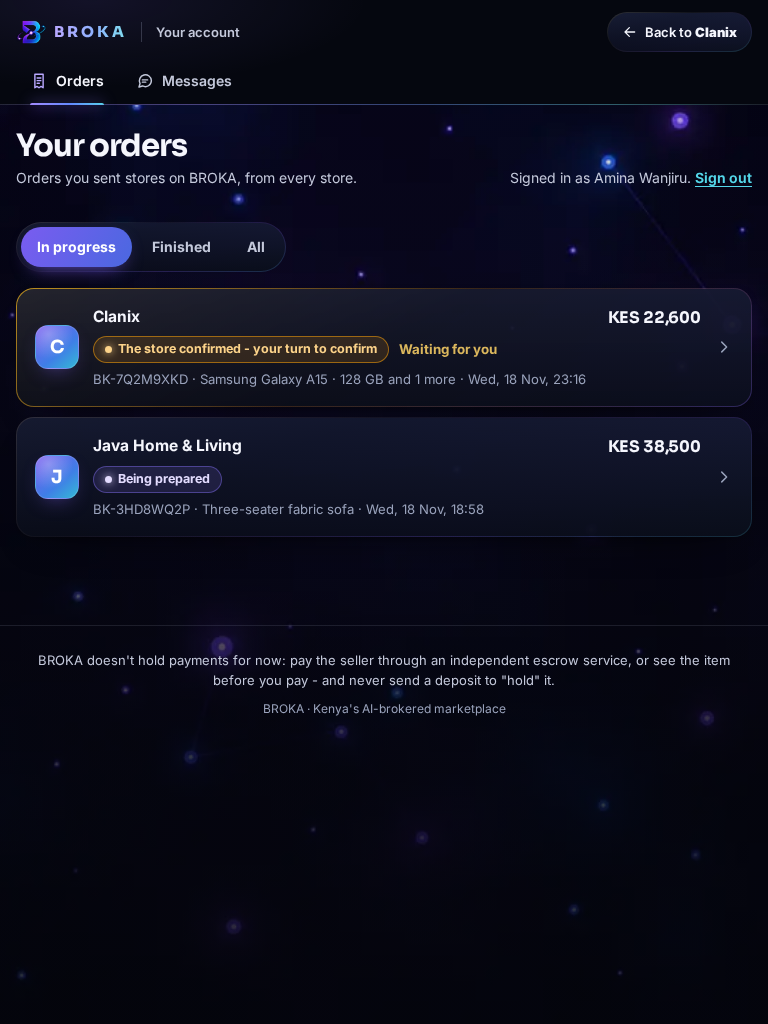 BROKA
Your account
Back to Clanix
Orders
Messages
Your orders
Orders you sent stores on BROKA, from every store.
Signed in as Amina Wanjiru. Sign out
In progress
Finished
All
C
Clanix
KES 22,600
The store confirmed - your turn to confirm
Waiting for you
BK-7Q2M9XKD · Samsung Galaxy A15 · 128 GB and 1 more · Wed, 18 Nov, 23:16
J
Java Home & Living
KES 38,500
Being prepared
BK-3HD8WQ2P · Three-seater fabric sofa · Wed, 18 Nov, 18:58
BROKA doesn't hold payments for now: pay the seller through an independent escrow service, or see the item
before you pay - and never send a deposit to "hold" it.
BROKA · Kenya's AI-brokered marketplace